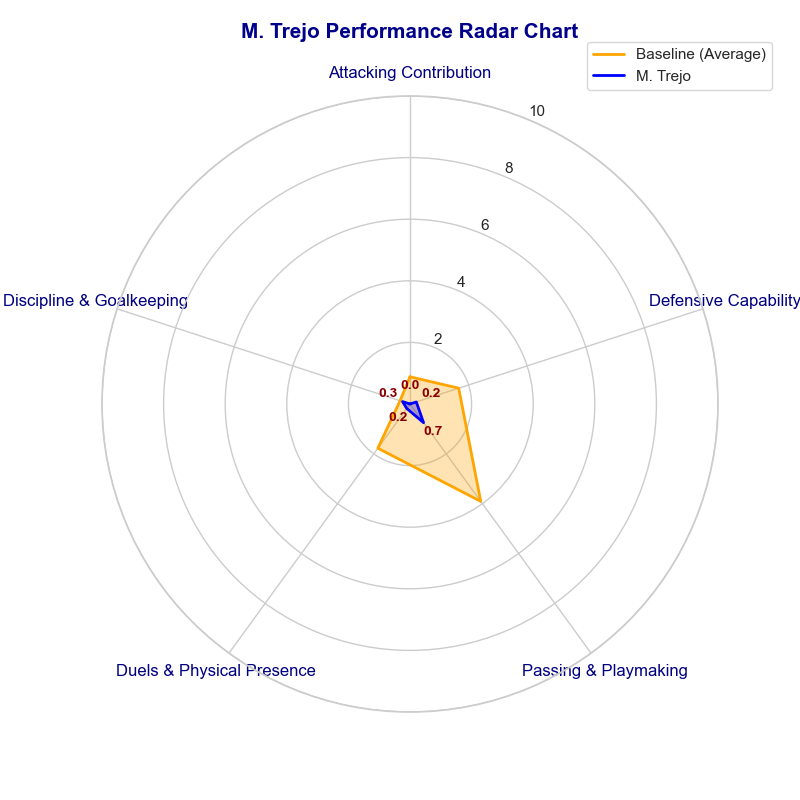 M. Trejo Performance Radar Chart
Baseline (Average)
M. Trejo
Attacking Contribution
10
8
6
4
2
Discipline & Goalkeeping
Defensive Capability
0.0
0.3
0.2
0.2
0.7
Duels & Physical Presence
Passing & Playmaking